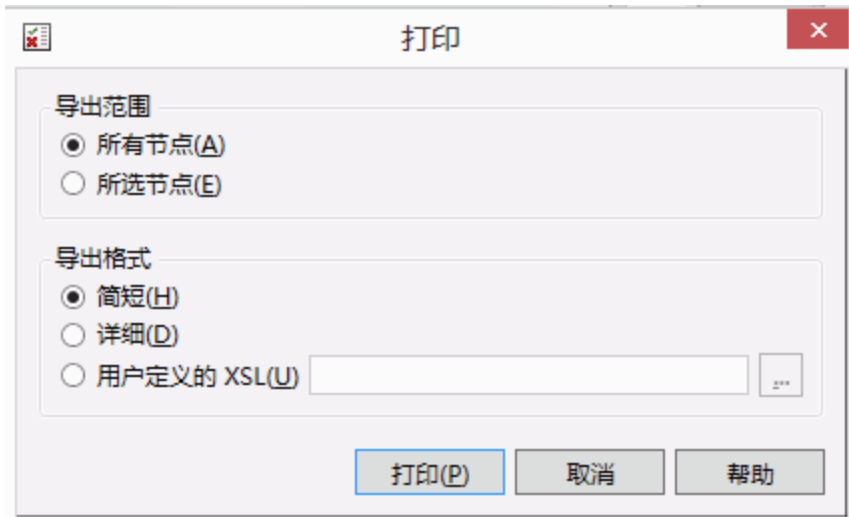 打印
导出范围
所有节点(A)
所选节点(E)
导出格式
简短(H)
详细(D)
用户定义的 XSL(U)
...
打印(P) 取消 帮助